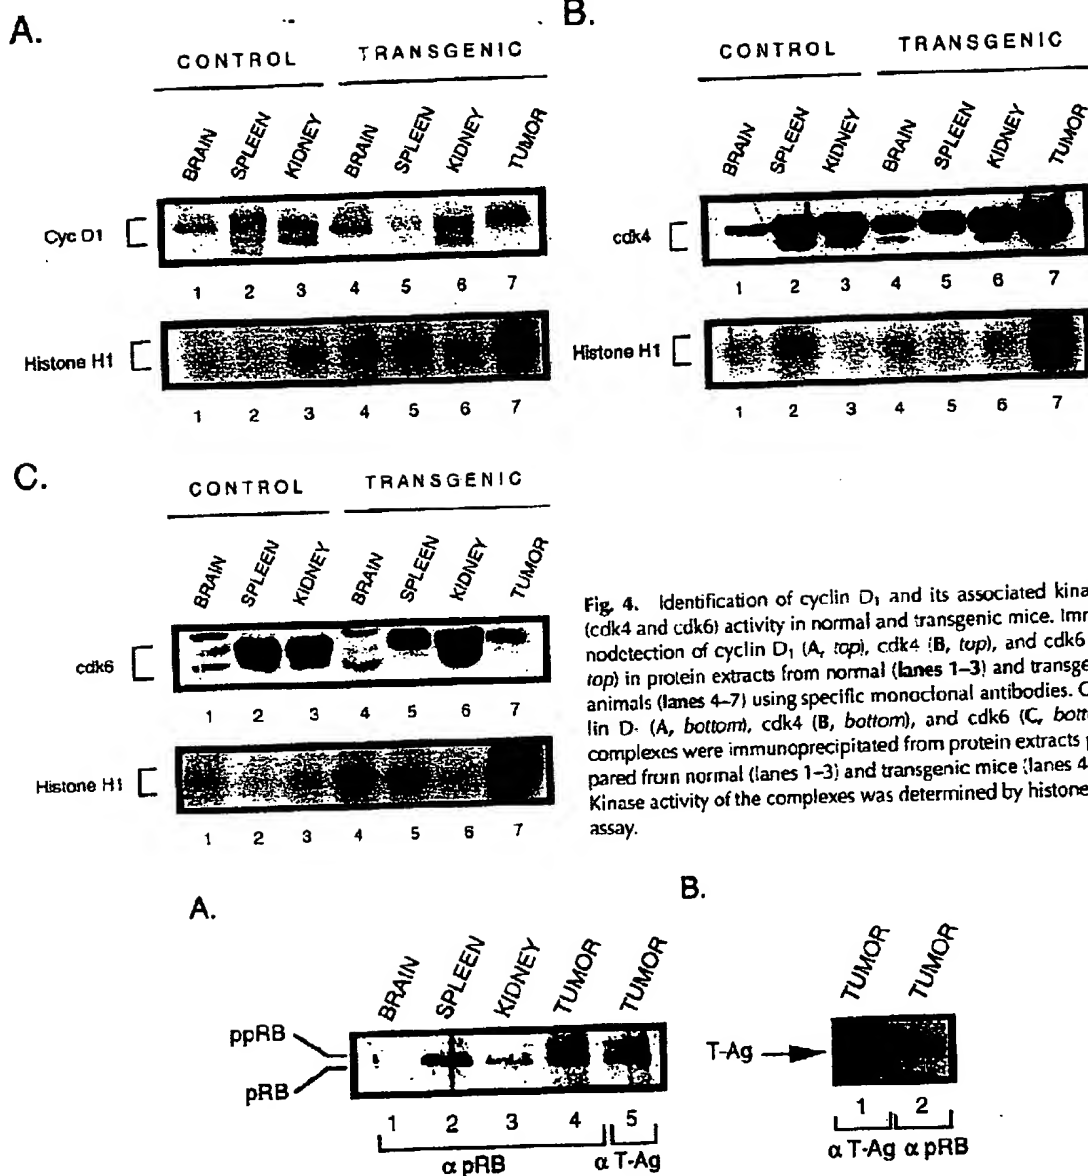 A.
CONTROL TRANSGENIC
BRAIN SPLEEN KIDNEY BRAIN SPLEEN KIDNEY TUMOR
Cyc D1
1 2 3 4 5 6 7
Histone H1
1 2 3 4 5 6 7
B.
CONTROL TRANSGENIC
BRAIN SPLEEN KIDNEY BRAIN SPLEEN KIDNEY TUMOR
cdk4
1 2 3 4 5 6 7
Histone H1
1 2 3 4 5 6 7
C.
CONTROL TRANSGENIC
BRAIN SPLEEN KIDNEY BRAIN SPLEEN KIDNEY TUMOR
cdk6
1 2 3 4 5 6 7
Histone H1
1 2 3 4 5 6 7
Fig. 4. Identification of cyclin D1 and its associated kina
(cdk4 and cdk6) activity in normal and transgenic mice. Imm
nodetection of cyclin D1 (A, top), cdk4 (B, top), and cdk6
top) in protein extracts from normal (lanes 1–3) and transge
animals (lanes 4–7) using specific monoclonal antibodies. C
lin D- (A, bottom), cdk4 (B, bottom), and cdk6 (C, botto
complexes were immunoprecipitated from protein extracts p
pared from normal (lanes 1–3) and transgenic mice (lanes 4
Kinase activity of the complexes was determined by histone
assay.
A.
BRAIN SPLEEN KIDNEY TUMOR TUMOR
ppRB
pRB
1 2 3 4 5
α pRB α T-Ag
B.
TUMOR TUMOR
T-Ag
1 2
α T-Ag α pRB